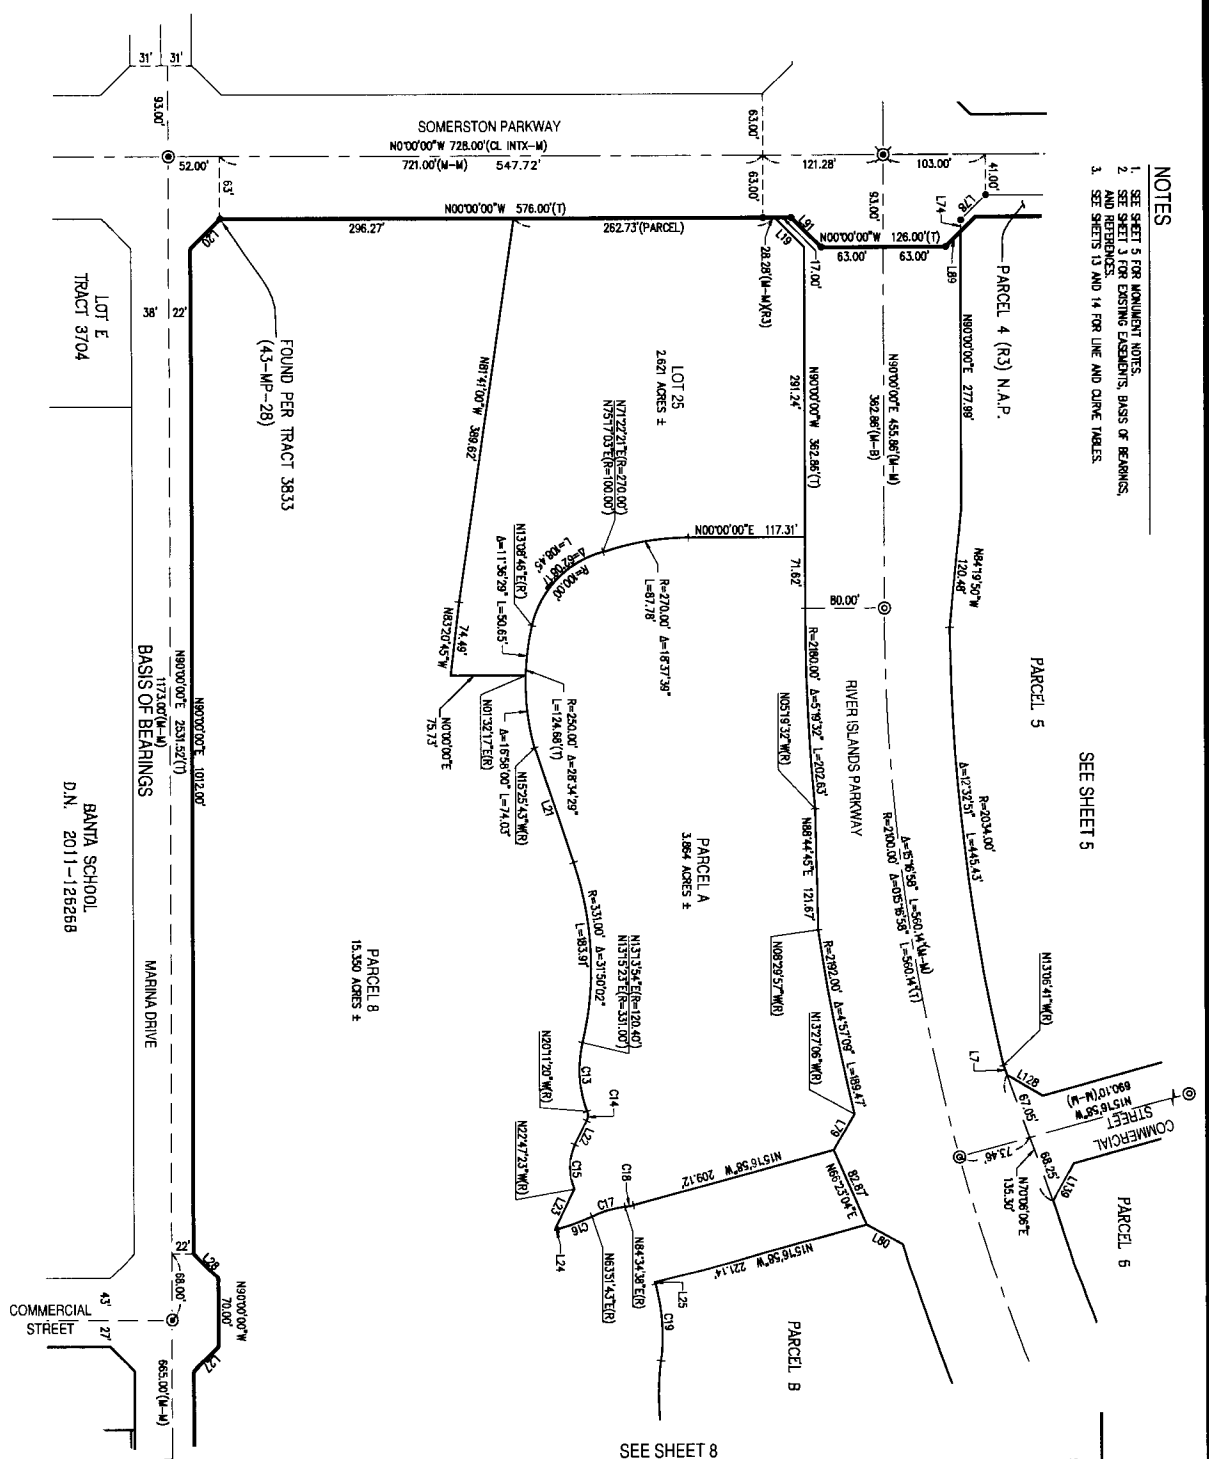 NOTES
1. SEE SHEET 5 FOR MONUMENT NOTES.
2. SEE SHEET 3 FOR EXISTING EASEMENTS, BASIS OF BEARINGS,
AND REFERENCES.
3. SEE SHEETS 13 AND 14 FOR LINE AND CURVE TABLES.
31'
31'
93.00'
SOMERSTON PARKWAY
N0°00'00"W 728.00'(CL INTX-M)
721.00'(M-M) 547.72'
52.00'
63'
63.00'
63.00'
121.28'
103.00'
93.00'
41.00'
L78
L74
L91
L19
L89
L20
N00°00'00"W 576.00'(T)
296.27'
262.73'(PARCEL)
28.28'(M-M)(R3)
17.00'
N00°00'00"W 126.00'(T)
63.00'
63.00'
PARCEL 4 (R3) N.A.P.
N90°00'00"E 277.99'
N90°00'00"E 455.86'(M-M)
362.86'(M-B)
N90°00'00"W 362.86'(T)
291.24'
71.62'
LOT E
TRACT 3704
38'
22'
FOUND PER TRACT 3833
(43-MP-28)
N81°41'00"W 389.62'
LOT 25
2.621 ACRES ±
N71°22'21"E(R=270.00')
N75°17'03"E(R=100.00')
N00°00'00"E 117.31'
R=270.00' Δ=18°37'39"
L=87.78'
R=100.00'
Δ=62°08'17"
L=108.45
N13°08'46"E(R')
Δ=11°36'29" L=50.65'
N83°20'45"W
74.49'
N0°00'00"E
75.73'
N01°32'17"E(R)
Δ=16°58'00" L=74.03'
R=250.00' Δ=28°34'29"
L=124.68'(T)
N15°25'43"W(R)
L21
80.00'
N84°19'50"W
120.48'
PARCEL 5
SEE SHEET 5
RIVER ISLANDS PARKWAY
R=2180.00' Δ=5°19'32" L=202.63'
N05°19'32"W(R)
N88°44'45"E 121.67'
N08°29'57"W(R)
R=2034.00'
Δ=12°32'51" L=445.43'
Δ=15°16'58" L=560.14'(M-M)
R=2100.00' Δ=015°16'58" L=560.14'(T)
R=2192.00' Δ=4°57'09" L=189.47'
N13°27'06"W(R)
N13°06'41"W(R)
PARCEL A
3.864 ACRES ±
R=331.00' Δ=31°50'02"
L=183.91'
N13°13'54"E(R=120.40')
N13°15'23"E(R=331.00')
N20°11'20"W(R)
C13
C14
L22
C15
N22°47'23"W(R)
L23
L24
C16
C17
C18
N63°51'43"E(R)
N84°34'38"E(R)
N15°16'58"W 209.12'
L79
N66°23'04"E
82.87'
L80
N15°16'58"W 221.14'
L25
C19
PARCEL B
L7
L128
67.05'
68.25'
N70°06'06"E
135.30'
73.46'
L139
N15°16'58"W
690.10'(M-M)
COMMERCIAL
STREET
PARCEL 6
N90°00'00"E 1012.00'
N90°00'00"E 2531.52'(T)
1173.00'(M-M)
BASIS OF BEARINGS
BANTA SCHOOL
D.N. 2011-126268
MARINA DRIVE
PARCEL 8
15.350 ACRES ±
22'
L28
68.00'
N90°00'00"W
70.00'
L27
COMMERCIAL
STREET
43'
27'
665.00'(M-M)
SEE SHEET 8